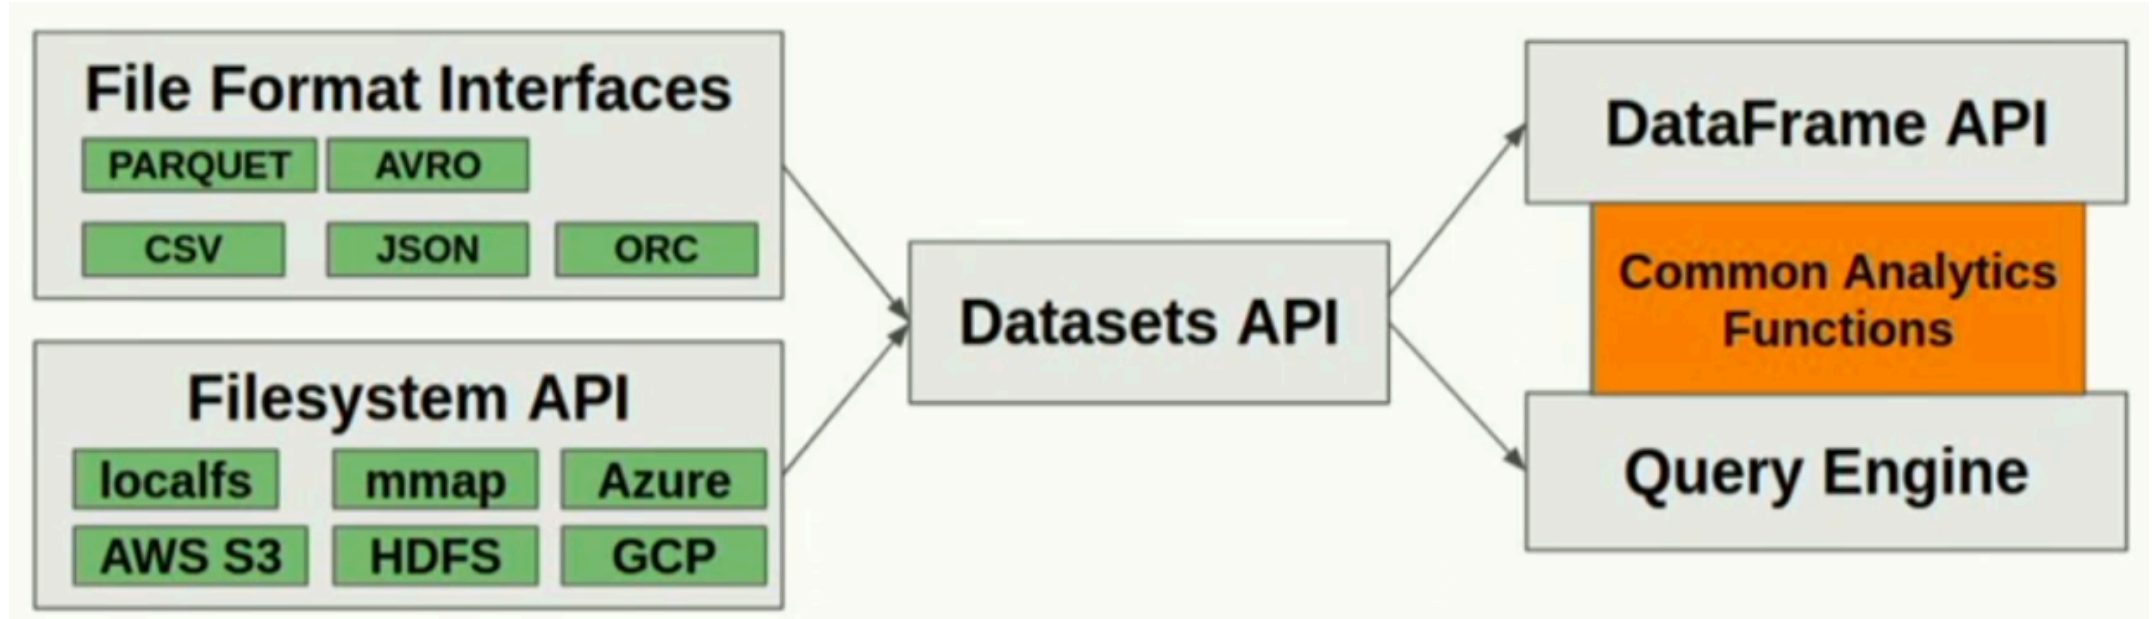 File Format Interfaces
PARQUET AVRO
CSV JSON ORC
Filesystem API
localfs mmap Azure
AWS S3 HDFS GCP
Datasets API
DataFrame API
Common Analytics
Functions
Query Engine